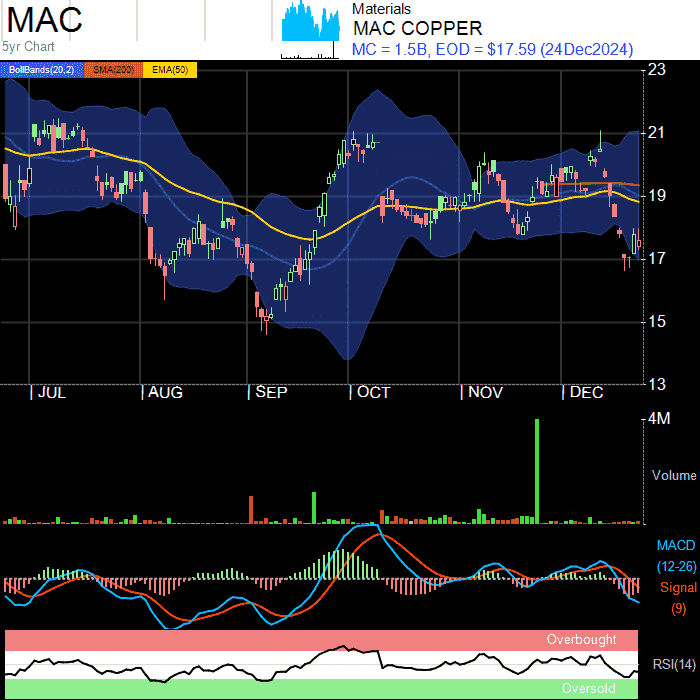 MAC
5yr Chart
Materials
MAC COPPER
MC = 1.5B, EOD = $17.59 (24Dec2024)
BollBands(20,2) SMA(200) EMA(50)
23
21
19
17
15
13
JUL AUG SEP OCT NOV DEC
4M
Volume
MACD
(12-26)
Signal
(9)
Overbought
RSI(14)
Oversold